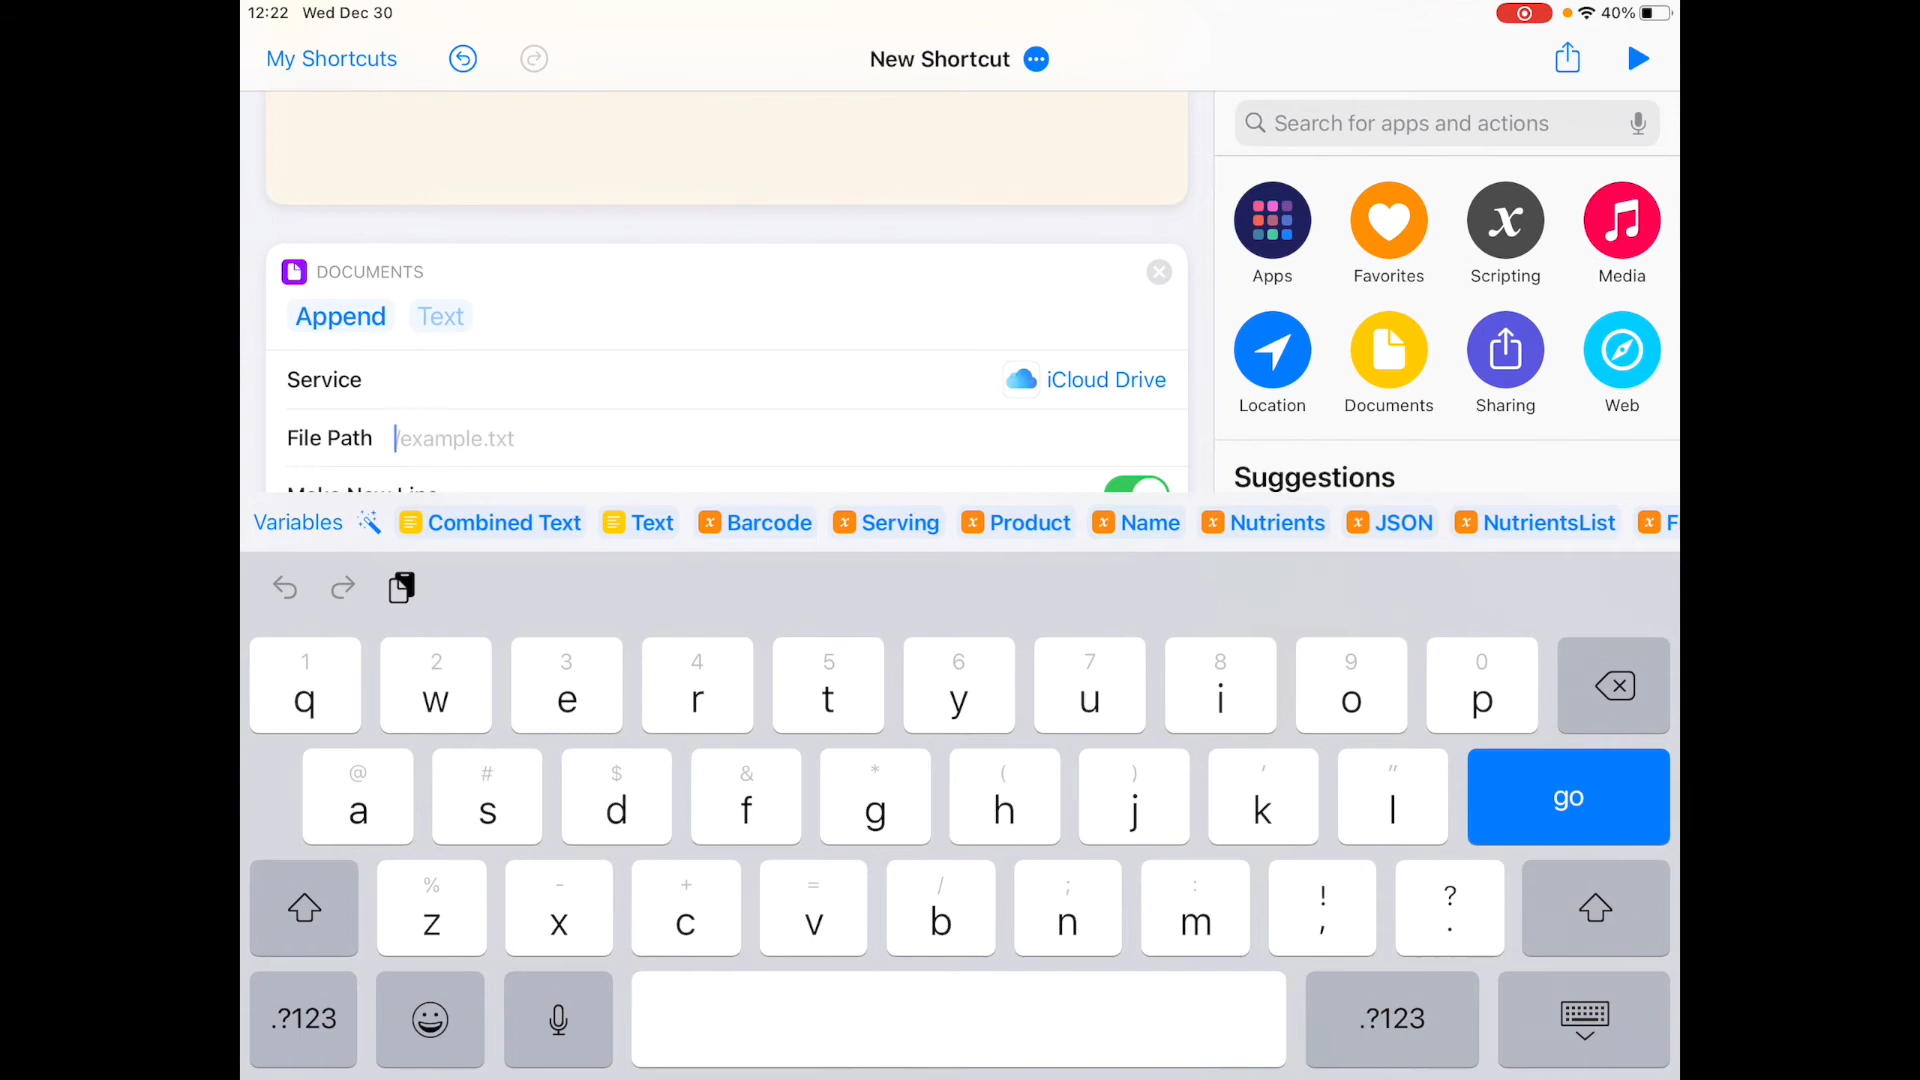 12:22 Wed Dec 30
40%
My Shortcuts
New Shortcut
Search for apps and actions
Apps
Favorites
Scripting
Media
Location
Documents
Sharing
Web
Suggestions
DOCUMENTS
Append Text
Service
iCloud Drive
File Path /example.txt
Make New Line
Variables Combined Text Text Barcode Serving Product Name Nutrients JSON NutrientsList F
1 2 3 4 5 6 7 8 9 0
q w e r t y u i o p
@ # $ & * ( ) ' "
a s d f g h j k l go
% - + = / ; : ! ?
z x c v b n m , .
.?123 .?123